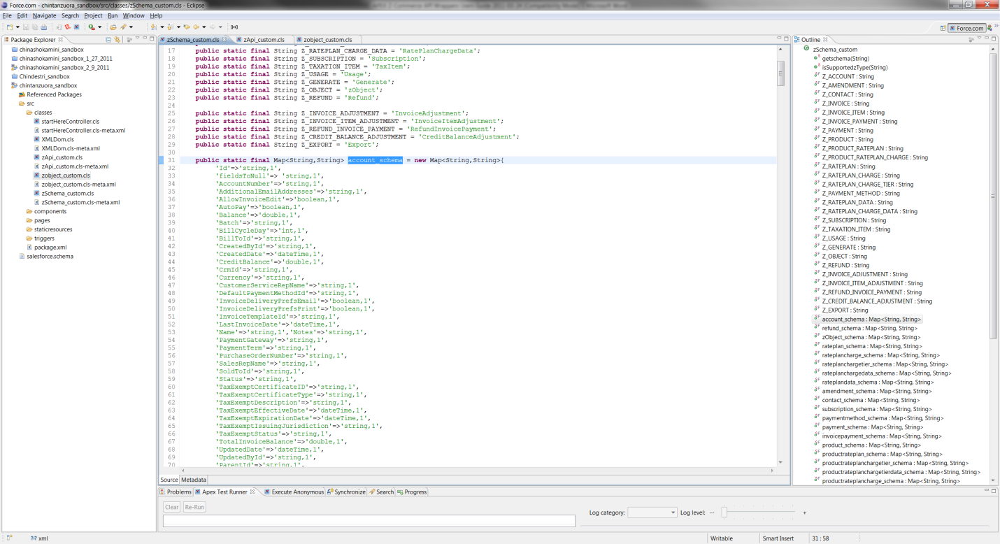 Force.com - chintanzuora_sandbox/src/classes/zSchema_custom.cls - Eclipse
File Edit Navigate Search Project Run Window Help
Force.com
Package Explorer
chinashokamini_sandbox
chinashokamini_sandbox_1_27_2011
chinashokamini_sandbox_2_9_2011
Chindestri_sandbox
chintanzuora_sandbox
Referenced Packages
src
classes
startHereController.cls
startHereController.cls-meta.xml
XMLDom.cls
XMLDom.cls-meta.xml
zApi_custom.cls
zApi_custom.cls-meta.xml
zobject_custom.cls
zobject_custom.cls-meta.xml
zSchema_custom.cls
zSchema_custom.cls-meta.xml
components
pages
staticresources
triggers
package.xml
salesforce.schema
zSchema_custom.cls zApi_custom.cls zobject_custom.cls
17 public static final String Z_RATEPLAN_CHARGE_DATA = 'RatePlanChargeData';
18 public static final String Z_SUBSCRIPTION = 'Subscription';
19 public static final String Z_TAXATION_ITEM = 'TaxItem';
20 public static final String Z_USAGE = 'Usage';
21 public static final String Z_GENERATE = 'Generate';
22 public static final String Z_OBJECT = 'zObject';
23 public static final String Z_REFUND = 'Refund';
24
25 public static final String Z_INVOICE_ADJUSTMENT = 'InvoiceAdjustment';
26 public static final String Z_INVOICE_ITEM_ADJUSTMENT = 'InvoiceItemAdjustment';
27 public static final String Z_REFUND_INVOICE_PAYMENT = 'RefundInvoicePayment';
28 public static final String Z_CREDIT_BALANCE_ADJUSTMENT = 'CreditBalanceAdjustment';
29 public static final String Z_EXPORT = 'Export';
30
31 public static final Map<String,String> account_schema = new Map<String,String>{
32 'Id'=>'string,1',
33 'fieldsToNull'=> 'string,1',
34 'AccountNumber'=>'string,1',
35 'AdditionalEmailAddresses'=>'string,1',
36 'AllowInvoiceEdit'=>'boolean,1',
37 'AutoPay'=>'boolean,1',
38 'Balance'=>'double,1',
39 'Batch'=>'string,1',
40 'BillCycleDay'=>'int,1',
41 'BillToId'=>'string,1',
42 'CreatedById'=>'string,1',
43 'CreatedDate'=>'dateTime,1',
44 'CreditBalance'=>'double,1',
45 'CrmId'=>'string,1',
46 'Currency'=>'string,1',
47 'CustomerServiceRepName'=>'string,1',
48 'DefaultPaymentMethodId'=>'string,1',
49 'InvoiceDeliveryPrefsEmail'=>'boolean,1',
50 'InvoiceDeliveryPrefsPrint'=>'boolean,1',
51 'InvoiceTemplateId'=>'string,1',
52 'LastInvoiceDate'=>'dateTime,1',
53 'Name'=>'string,1','Notes'=>'string,1',
54 'PaymentGateway'=>'string,1',
55 'PaymentTerm'=>'string,1',
56 'PurchaseOrderNumber'=>'string,1',
57 'SalesRepName'=>'string,1',
58 'SoldToId'=>'string,1',
59 'Status'=>'string,1',
60 'TaxExemptCertificateID'=>'string,1',
61 'TaxExemptCertificateType'=>'string,1',
62 'TaxExemptDescription'=>'string,1',
63 'TaxExemptEffectiveDate'=>'dateTime,1',
64 'TaxExemptExpirationDate'=>'dateTime,1',
65 'TaxExemptIssuingJurisdiction'=>'string,1',
66 'TaxExemptStatus'=>'string,1',
67 'TotalInvoiceBalance'=>'double,1',
68 'UpdatedDate'=>'dateTime,1',
69 'UpdatedById'=>'string,1',
70 'ParentId'=>'string,1',
Source Metadata
Outline
zSchema_custom
getschema(String)
isSupportedzType(String)
Z_ACCOUNT : String
Z_AMENDMENT : String
Z_CONTACT : String
Z_INVOICE : String
Z_INVOICE_ITEM : String
Z_INVOICE_PAYMENT : String
Z_PAYMENT : String
Z_PRODUCT : String
Z_PRODUCT_RATEPLAN : String
Z_PRODUCT_RATEPLAN_CHARGE : String
Z_RATEPLAN : String
Z_RATEPLAN_CHARGE : String
Z_RATEPLAN_CHARGE_TIER : String
Z_PAYMENT_METHOD : String
Z_RATEPLAN_DATA : String
Z_RATEPLAN_CHARGE_DATA : String
Z_SUBSCRIPTION : String
Z_TAXATION_ITEM : String
Z_USAGE : String
Z_GENERATE : String
Z_OBJECT : String
Z_REFUND : String
Z_INVOICE_ADJUSTMENT : String
Z_INVOICE_ITEM_ADJUSTMENT : String
Z_REFUND_INVOICE_PAYMENT : String
Z_CREDIT_BALANCE_ADJUSTMENT : String
Z_EXPORT : String
account_schema : Map<String, String>
refund_schema : Map<String, String>
zObject_schema : Map<String, String>
rateplan_schema : Map<String, String>
rateplancharge_schema : Map<String, String>
rateplanchargetier_schema : Map<String, String>
rateplanchargedata_schema : Map<String, String>
rateplandata_schema : Map<String, String>
amendment_schema : Map<String, String>
contact_schema : Map<String, String>
subscription_schema : Map<String, String>
paymentmethod_schema : Map<String, String>
payment_schema : Map<String, String>
invoicepayment_schema : Map<String, String>
product_schema : Map<String, String>
productrateplan_schema : Map<String, String>
productrateplanchargetier_schema : Map<String, String>
productrateplanchargetierdata_schema : Map<String, String>
productrateplancharge_schema : Map<String, String>
Problems Apex Test Runner Execute Anonymous Synchronize Search Progress
Clear Re-Run
Log category: Log level: -- +
xml
Writable Smart Insert 31 : 58